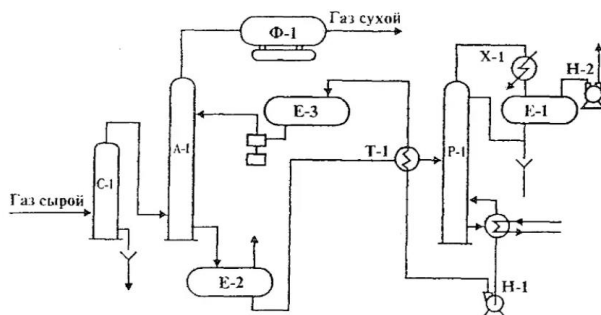 Ф-1
Газ сухой
Х-1
Н-2
Е-3
Е-1
А-1
Т-1
Р-1
С-1
Газ сырой
Е-2
Н-1